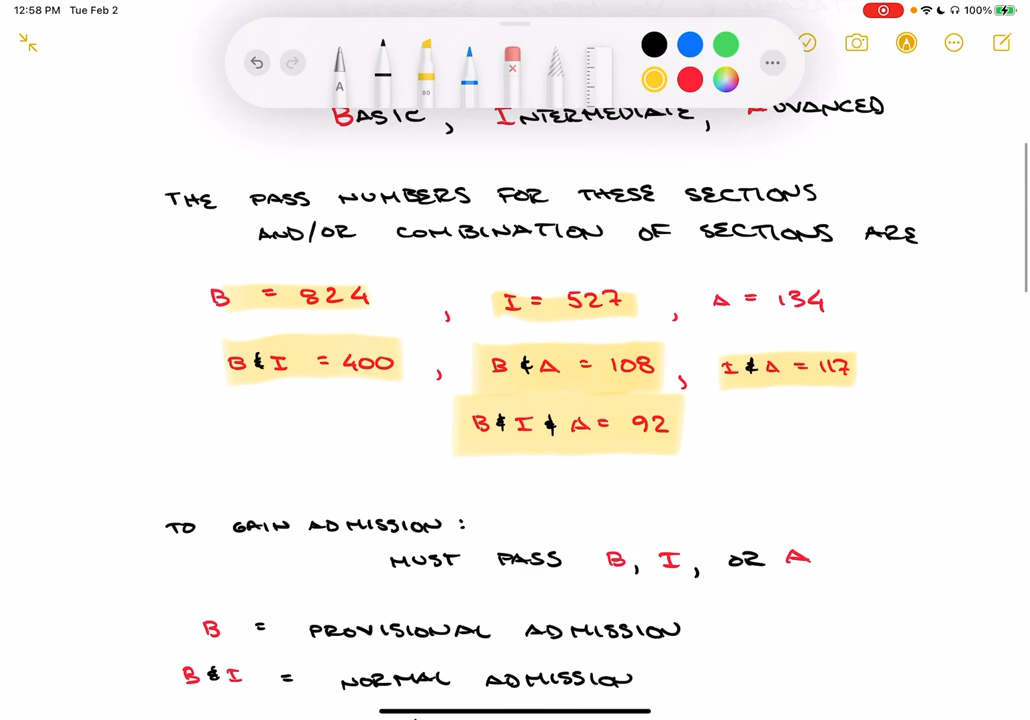 12:58 PM Tue Feb 2 100%
A 80
BASIC, INTERMEDIATE, ADVANCED
THE PASS NUMBERS FOR THESE SECTIONS
AND/OR COMBINATION OF SECTIONS ARE
B = 824, I = 527, A = 134
B & I = 400, B & A = 108, I & A = 117
B & I & A = 92
TO GAIN ADMISSION:
MUST PASS B, I, OR A
B = PROVISIONAL ADMISSION
B & I = NORMAL ADMISSION